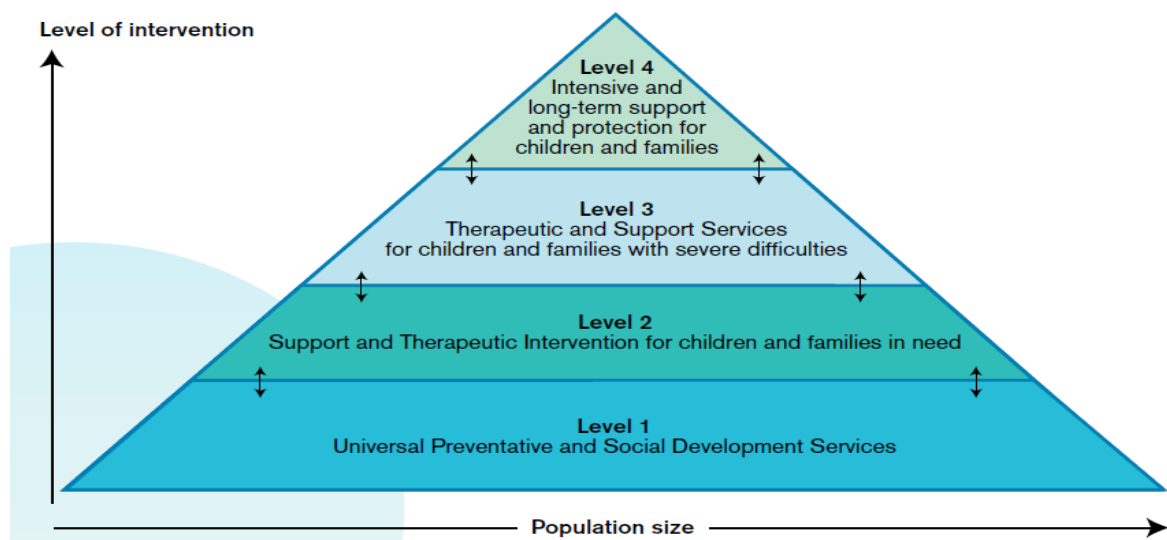 Level of intervention
Level 4
Intensive and
long-term support
and protection for
children and families
Level 3
Therapeutic and Support Services
for children and families with severe difficulties
Level 2
Support and Therapeutic Intervention for children and families in need
Level 1
Universal Preventative and Social Development Services
Population size